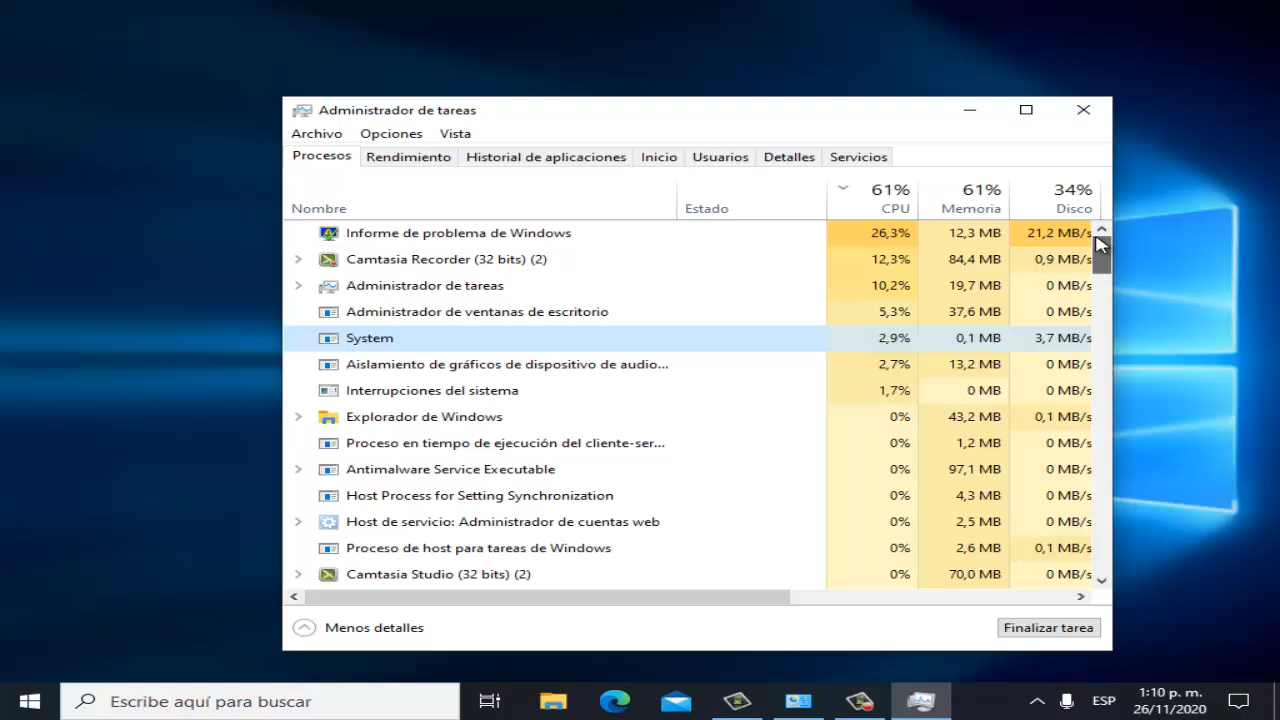 Administrador de tareas
Archivo Opciones Vista
Procesos Rendimiento Historial de aplicaciones Inicio Usuarios Detalles Servicios
61% 61% 34%
Nombre Estado CPU Memoria Disco
Informe de problema de Windows 26,3% 12,3 MB 21,2 MB/s
Camtasia Recorder (32 bits) (2) 12,3% 84,4 MB 0,9 MB/s
Administrador de tareas 10,2% 19,7 MB 0 MB/s
Administrador de ventanas de escritorio 5,3% 37,6 MB 0 MB/s
System 2,9% 0,1 MB 3,7 MB/s
Aislamiento de gráficos de dispositivo de audio... 2,7% 13,2 MB 0 MB/s
Interrupciones del sistema 1,7% 0 MB 0 MB/s
Explorador de Windows 0% 43,2 MB 0,1 MB/s
Proceso en tiempo de ejecución del cliente-ser... 0% 1,2 MB 0 MB/s
Antimalware Service Executable 0% 97,1 MB 0 MB/s
Host Process for Setting Synchronization 0% 4,3 MB 0 MB/s
Host de servicio: Administrador de cuentas web 0% 2,5 MB 0 MB/s
Proceso de host para tareas de Windows 0% 2,6 MB 0,1 MB/s
Camtasia Studio (32 bits) (2) 0% 70,0 MB 0 MB/s
Menos detalles Finalizar tarea
Escribe aquí para buscar ESP 1:10 p. m.
26/11/2020